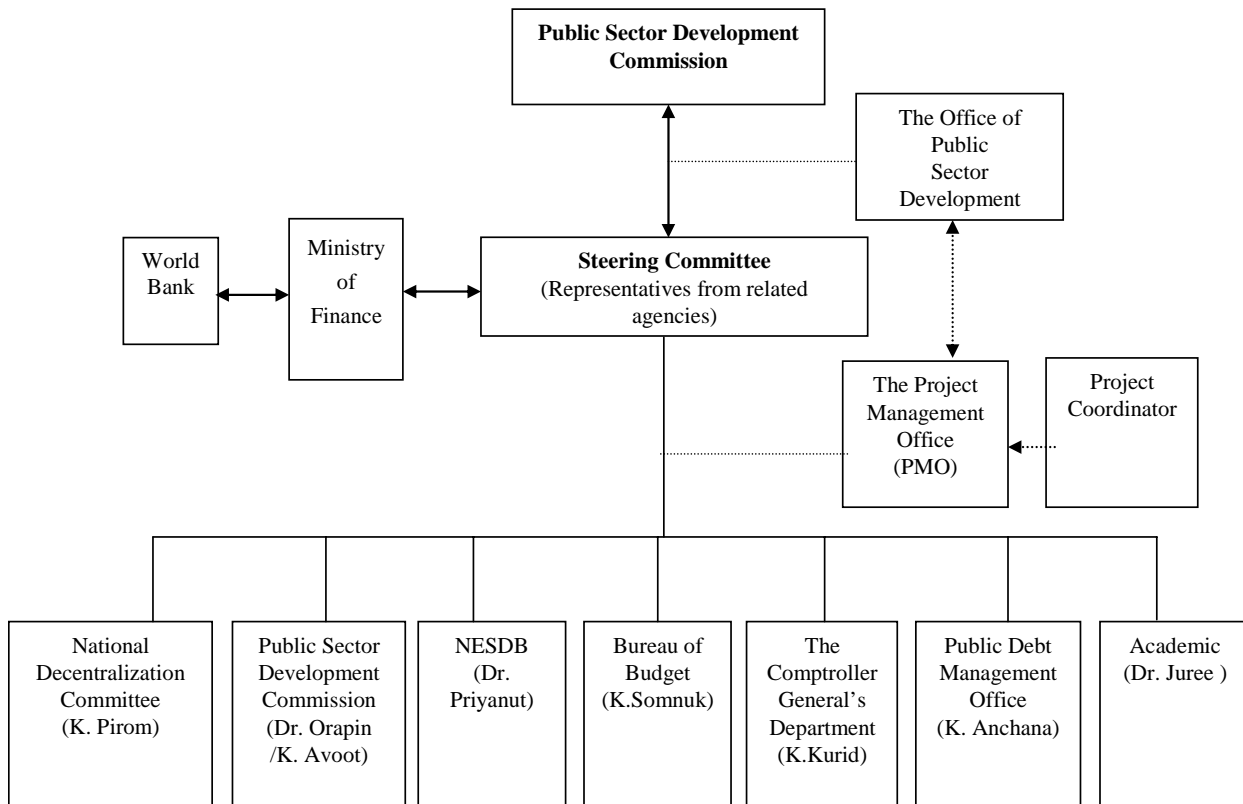 Public Sector Development
Commission
The Office of
Public
Sector
Development
World
Bank
Ministry
of
Finance
Steering Committee
(Representatives from related
agencies)
The Project
Management
Office
(PMO)
Project
Coordinator
National
Decentralization
Committee
(K. Pirom)
Public Sector
Development
Commission
(Dr. Orapin
/K. Avoot)
NESDB
(Dr.
Priyanut)
Bureau of
Budget
(K.Somnuk)
The
Comptroller
General’s
Department
(K.Kurid)
Public Debt
Management
Office
(K. Anchana)
Academic
(Dr. Juree )